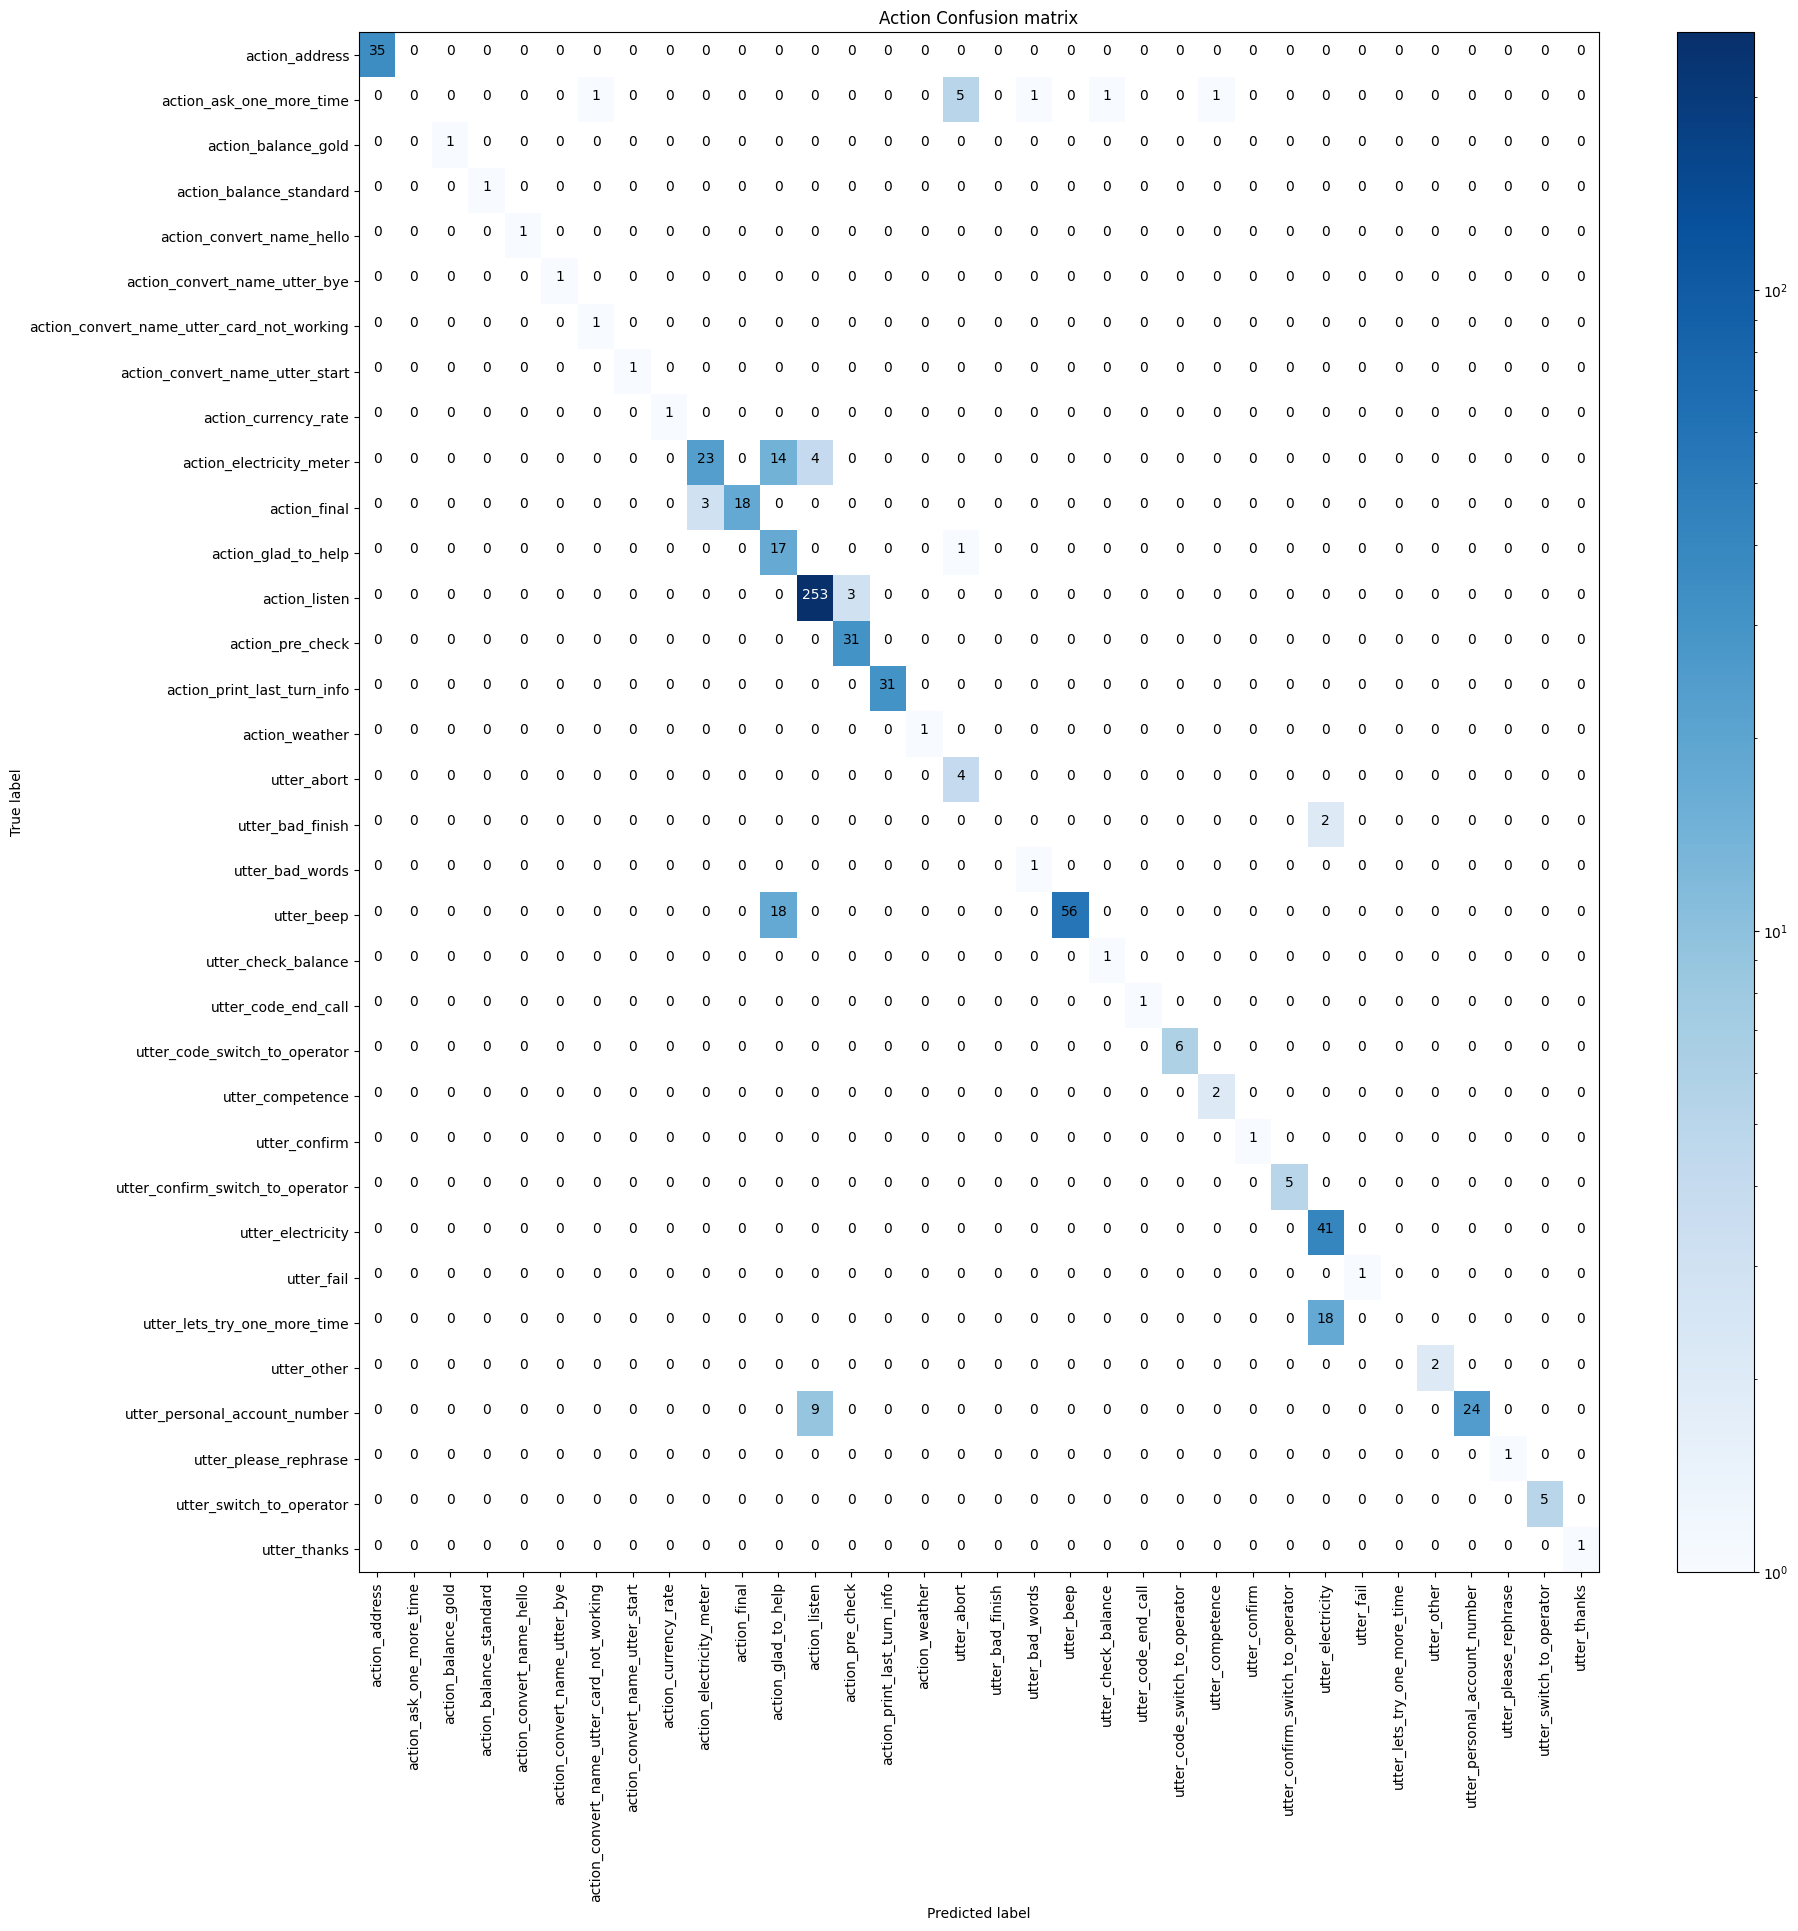 Action Confusion matrix
action_address 35 0 0 0 0 0 0 0 0 0 0 0 0 0 0 0 0 0 0 0 0 0 0 0 0 0 0 0 0 0 0 0 0 0
action_ask_one_more_time 0 0 0 0 0 0 1 0 0 0 0 0 0 0 0 0 5 0 1 0 1 0 0 1 0 0 0 0 0 0 0 0 0 0
action_balance_gold 0 0 1 0 0 0 0 0 0 0 0 0 0 0 0 0 0 0 0 0 0 0 0 0 0 0 0 0 0 0 0 0 0 0
action_balance_standard 0 0 0 1 0 0 0 0 0 0 0 0 0 0 0 0 0 0 0 0 0 0 0 0 0 0 0 0 0 0 0 0 0 0
action_convert_name_hello 0 0 0 0 1 0 0 0 0 0 0 0 0 0 0 0 0 0 0 0 0 0 0 0 0 0 0 0 0 0 0 0 0 0
action_convert_name_utter_bye 0 0 0 0 0 1 0 0 0 0 0 0 0 0 0 0 0 0 0 0 0 0 0 0 0 0 0 0 0 0 0 0 0 0
action_convert_name_utter_card_not_working 0 0 0 0 0 0 1 0 0 0 0 0 0 0 0 0 0 0 0 0 0 0 0 0 0 0 0 0 0 0 0 0 0 0
action_convert_name_utter_start 0 0 0 0 0 0 0 1 0 0 0 0 0 0 0 0 0 0 0 0 0 0 0 0 0 0 0 0 0 0 0 0 0 0
action_currency_rate 0 0 0 0 0 0 0 0 1 0 0 0 0 0 0 0 0 0 0 0 0 0 0 0 0 0 0 0 0 0 0 0 0 0
action_electricity_meter 0 0 0 0 0 0 0 0 0 23 0 14 4 0 0 0 0 0 0 0 0 0 0 0 0 0 0 0 0 0 0 0 0 0
action_final 0 0 0 0 0 0 0 0 0 3 18 0 0 0 0 0 0 0 0 0 0 0 0 0 0 0 0 0 0 0 0 0 0 0
action_glad_to_help 0 0 0 0 0 0 0 0 0 0 0 17 0 0 0 0 1 0 0 0 0 0 0 0 0 0 0 0 0 0 0 0 0 0
action_listen 0 0 0 0 0 0 0 0 0 0 0 0 253 3 0 0 0 0 0 0 0 0 0 0 0 0 0 0 0 0 0 0 0 0
action_pre_check 0 0 0 0 0 0 0 0 0 0 0 0 0 31 0 0 0 0 0 0 0 0 0 0 0 0 0 0 0 0 0 0 0 0
action_print_last_turn_info 0 0 0 0 0 0 0 0 0 0 0 0 0 0 31 0 0 0 0 0 0 0 0 0 0 0 0 0 0 0 0 0 0 0
action_weather 0 0 0 0 0 0 0 0 0 0 0 0 0 0 0 1 0 0 0 0 0 0 0 0 0 0 0 0 0 0 0 0 0 0
utter_abort 0 0 0 0 0 0 0 0 0 0 0 0 0 0 0 0 4 0 0 0 0 0 0 0 0 0 0 0 0 0 0 0 0 0
utter_bad_finish 0 0 0 0 0 0 0 0 0 0 0 0 0 0 0 0 0 0 0 0 0 0 0 0 0 0 2 0 0 0 0 0 0 0
utter_bad_words 0 0 0 0 0 0 0 0 0 0 0 0 0 0 0 0 0 0 1 0 0 0 0 0 0 0 0 0 0 0 0 0 0 0
utter_beep 0 0 0 0 0 0 0 0 0 0 0 18 0 0 0 0 0 0 0 56 0 0 0 0 0 0 0 0 0 0 0 0 0 0
utter_check_balance 0 0 0 0 0 0 0 0 0 0 0 0 0 0 0 0 0 0 0 0 1 0 0 0 0 0 0 0 0 0 0 0 0 0
utter_code_end_call 0 0 0 0 0 0 0 0 0 0 0 0 0 0 0 0 0 0 0 0 0 1 0 0 0 0 0 0 0 0 0 0 0 0
utter_code_switch_to_operator 0 0 0 0 0 0 0 0 0 0 0 0 0 0 0 0 0 0 0 0 0 0 6 0 0 0 0 0 0 0 0 0 0 0
utter_competence 0 0 0 0 0 0 0 0 0 0 0 0 0 0 0 0 0 0 0 0 0 0 0 2 0 0 0 0 0 0 0 0 0 0
utter_confirm 0 0 0 0 0 0 0 0 0 0 0 0 0 0 0 0 0 0 0 0 0 0 0 0 1 0 0 0 0 0 0 0 0 0
utter_confirm_switch_to_operator 0 0 0 0 0 0 0 0 0 0 0 0 0 0 0 0 0 0 0 0 0 0 0 0 0 5 0 0 0 0 0 0 0 0
utter_electricity 0 0 0 0 0 0 0 0 0 0 0 0 0 0 0 0 0 0 0 0 0 0 0 0 0 0 41 0 0 0 0 0 0 0
utter_fail 0 0 0 0 0 0 0 0 0 0 0 0 0 0 0 0 0 0 0 0 0 0 0 0 0 0 0 1 0 0 0 0 0 0
utter_lets_try_one_more_time 0 0 0 0 0 0 0 0 0 0 0 0 0 0 0 0 0 0 0 0 0 0 0 0 0 0 18 0 0 0 0 0 0 0
utter_other 0 0 0 0 0 0 0 0 0 0 0 0 0 0 0 0 0 0 0 0 0 0 0 0 0 0 0 0 0 2 0 0 0 0
utter_personal_account_number 0 0 0 0 0 0 0 0 0 0 0 0 9 0 0 0 0 0 0 0 0 0 0 0 0 0 0 0 0 0 24 0 0 0
utter_please_rephrase 0 0 0 0 0 0 0 0 0 0 0 0 0 0 0 0 0 0 0 0 0 0 0 0 0 0 0 0 0 0 0 1 0 0
utter_switch_to_operator 0 0 0 0 0 0 0 0 0 0 0 0 0 0 0 0 0 0 0 0 0 0 0 0 0 0 0 0 0 0 0 0 5 0
utter_thanks 0 0 0 0 0 0 0 0 0 0 0 0 0 0 0 0 0 0 0 0 0 0 0 0 0 0 0 0 0 0 0 0 0 1
True label
action_address
action_ask_one_more_time
action_balance_gold
action_balance_standard
action_convert_name_hello
action_convert_name_utter_bye
action_convert_name_utter_card_not_working
action_convert_name_utter_start
action_currency_rate
action_electricity_meter
action_final
action_glad_to_help
action_listen
action_pre_check
action_print_last_turn_info
action_weather
utter_abort
utter_bad_finish
utter_bad_words
utter_beep
utter_check_balance
utter_code_end_call
utter_code_switch_to_operator
utter_competence
utter_confirm
utter_confirm_switch_to_operator
utter_electricity
utter_fail
utter_lets_try_one_more_time
utter_other
utter_personal_account_number
utter_please_rephrase
utter_switch_to_operator
utter_thanks
Predicted label
10²
10¹
10⁰